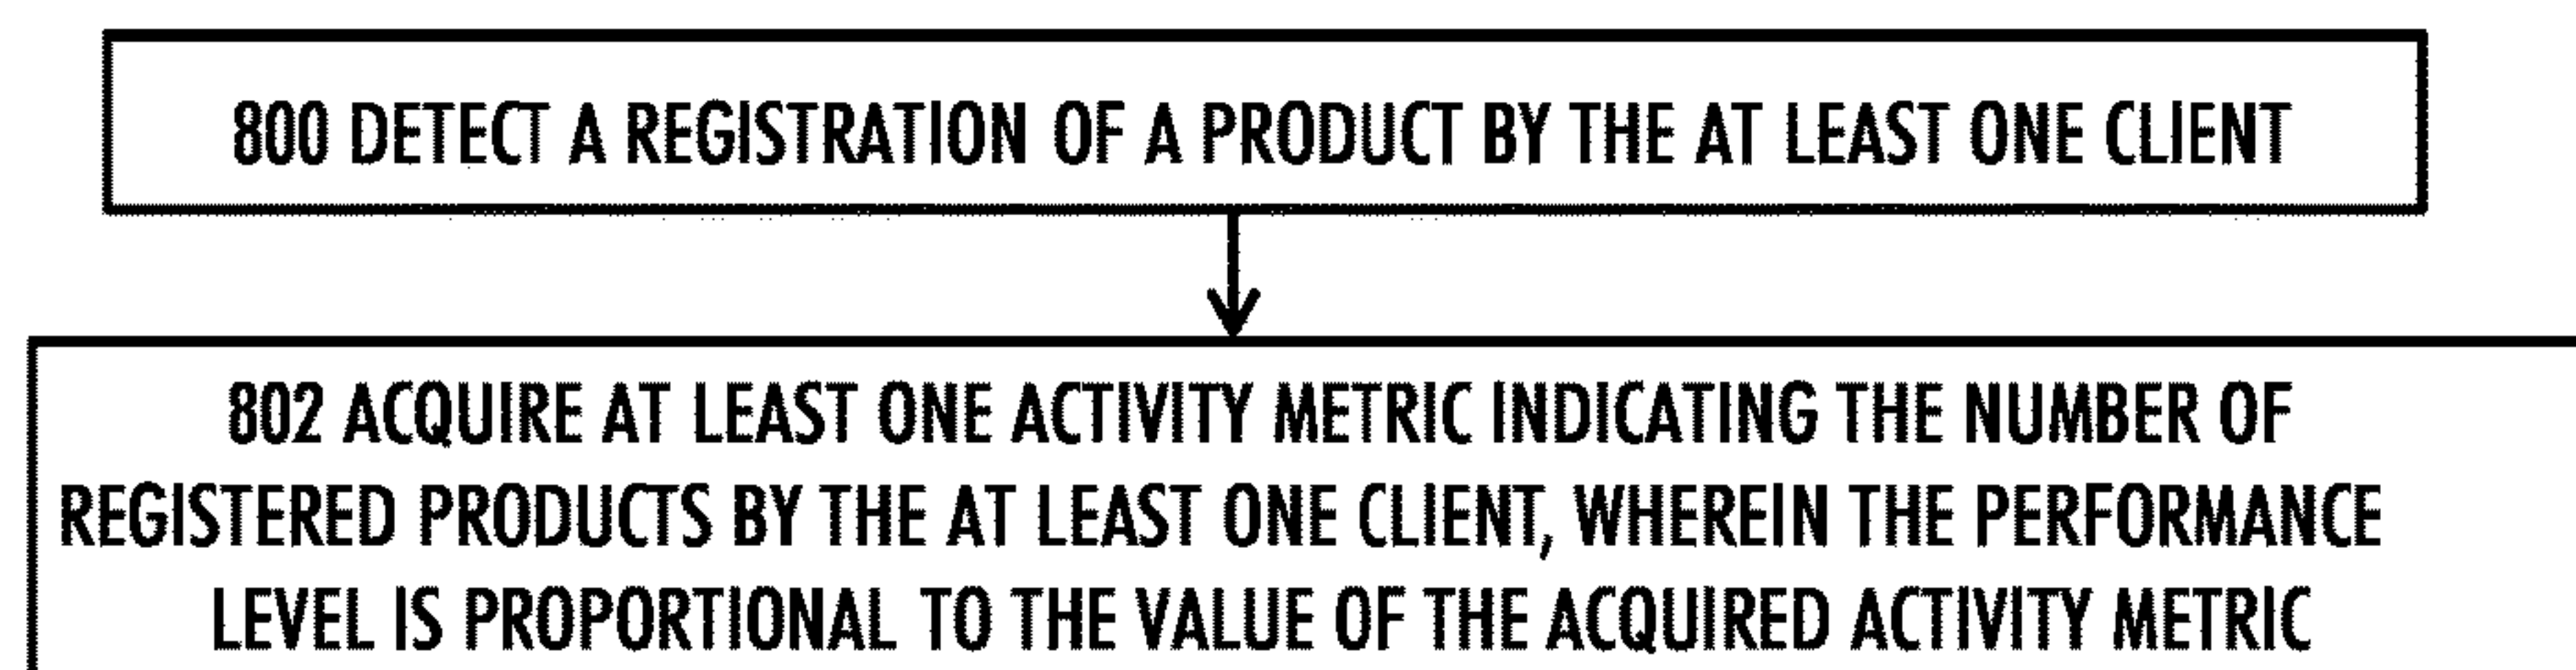 800 DETECT A REGISTRATION OF A PRODUCT BY THE AT LEAST ONE CLIENT
802 ACQUIRE AT LEAST ONE ACTIVITY METRIC INDICATING THE NUMBER OF
REGISTERED PRODUCTS BY THE AT LEAST ONE CLIENT, WHEREIN THE PERFORMANCE
LEVEL IS PROPORTIONAL TO THE VALUE OF THE ACQUIRED ACTIVITY METRIC